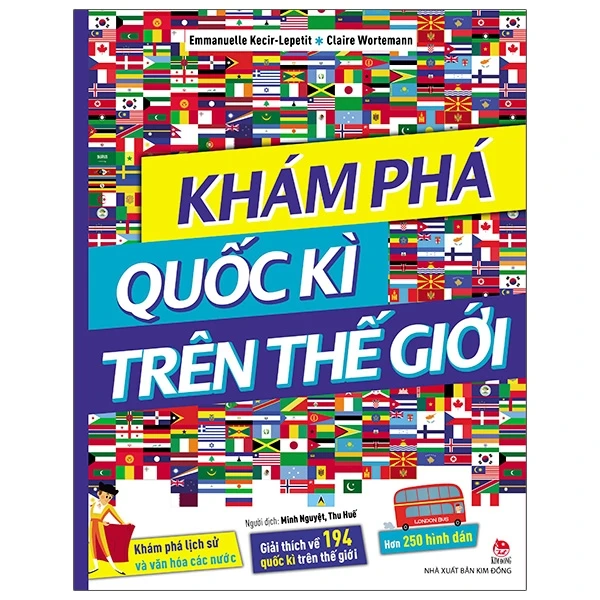 Emmanuelle Kecir-Lepetit * Claire Wortemann
KHÁM PHÁ
QUỐC KÌ
TRÊN THẾ GIỚI
Người dịch: Minh Nguyệt, Thu Huế
Khám phá lịch sử
và văn hóa các nước
Giải thích về 194
quốc kì trên thế giới
LONDON BUS
Hơn 250 hình dán
KIM ĐỒNG
NHÀ XUẤT BẢN KIM ĐỒNG